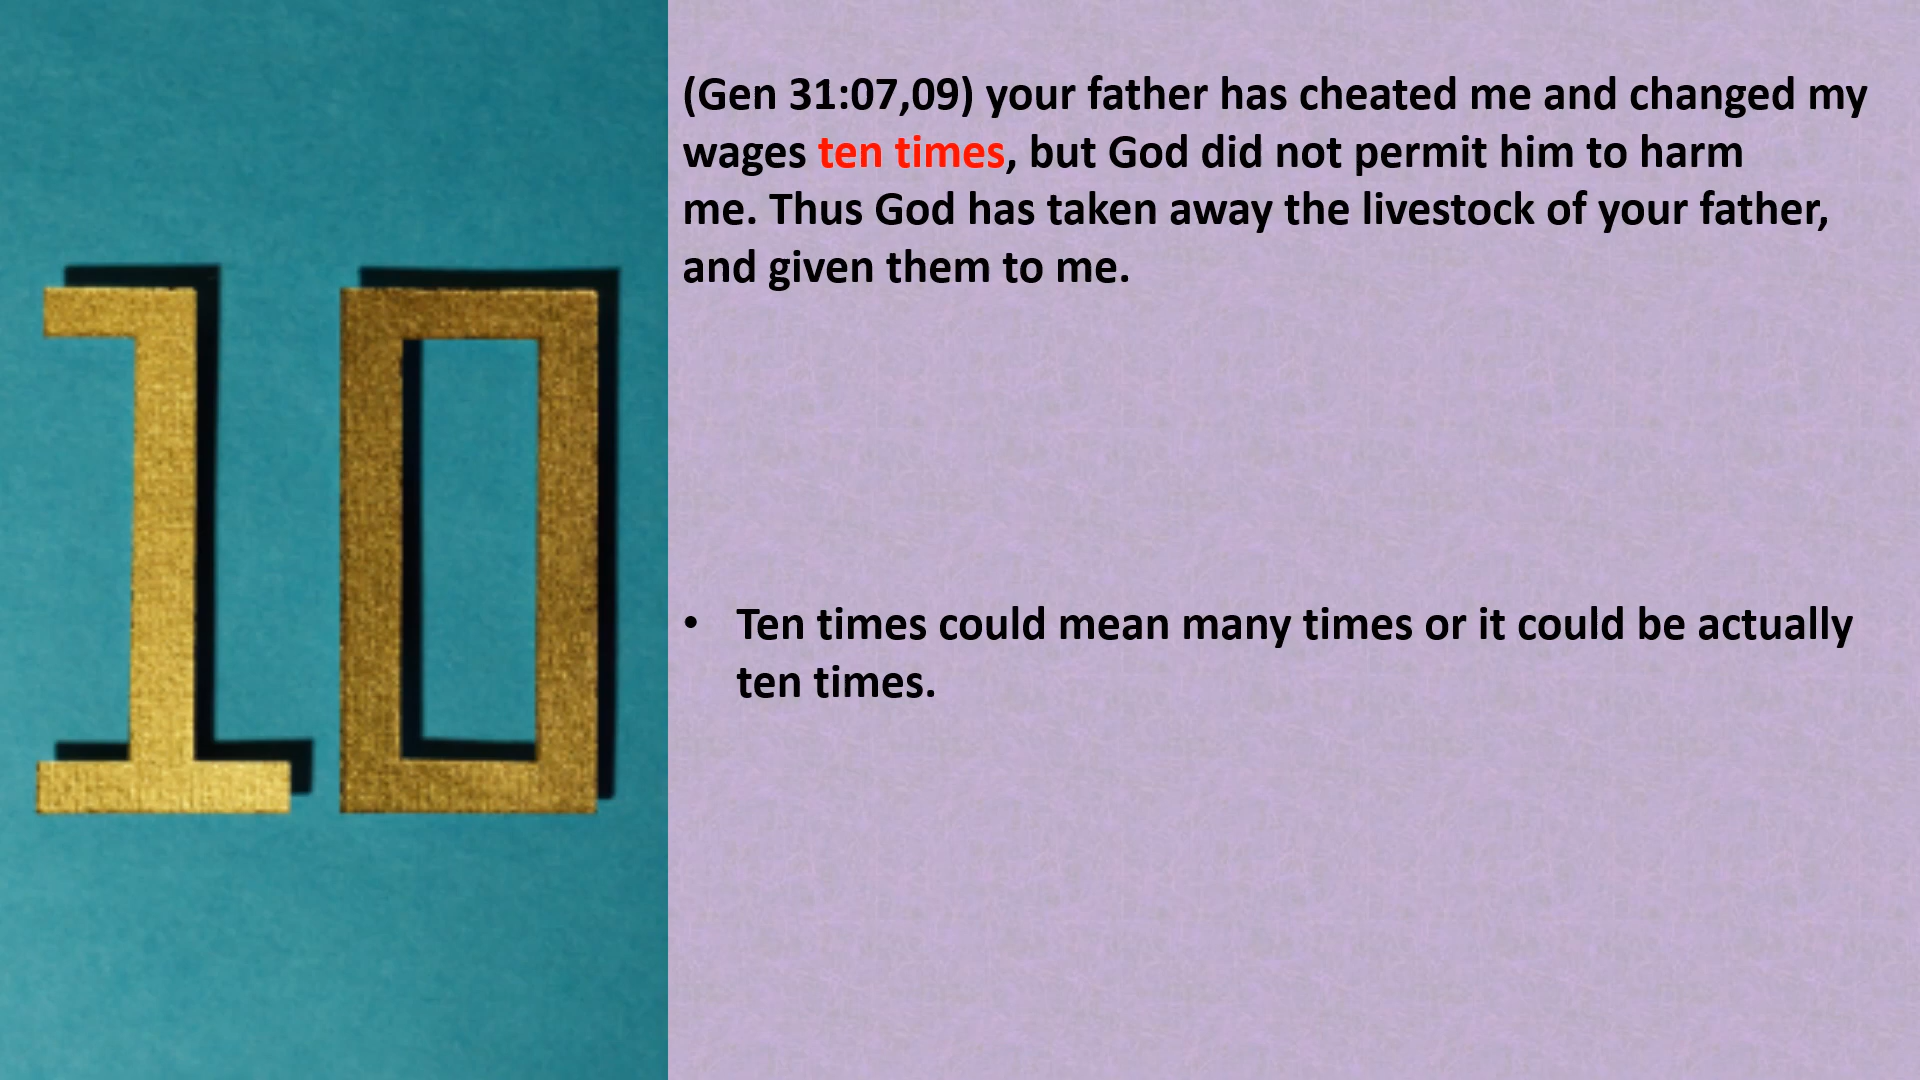 10
(Gen 31:07,09) your father has cheated me and changed my
wages ten times, but God did not permit him to harm
me. Thus God has taken away the livestock of your father,
and given them to me.
• Ten times could mean many times or it could be actually
ten times.